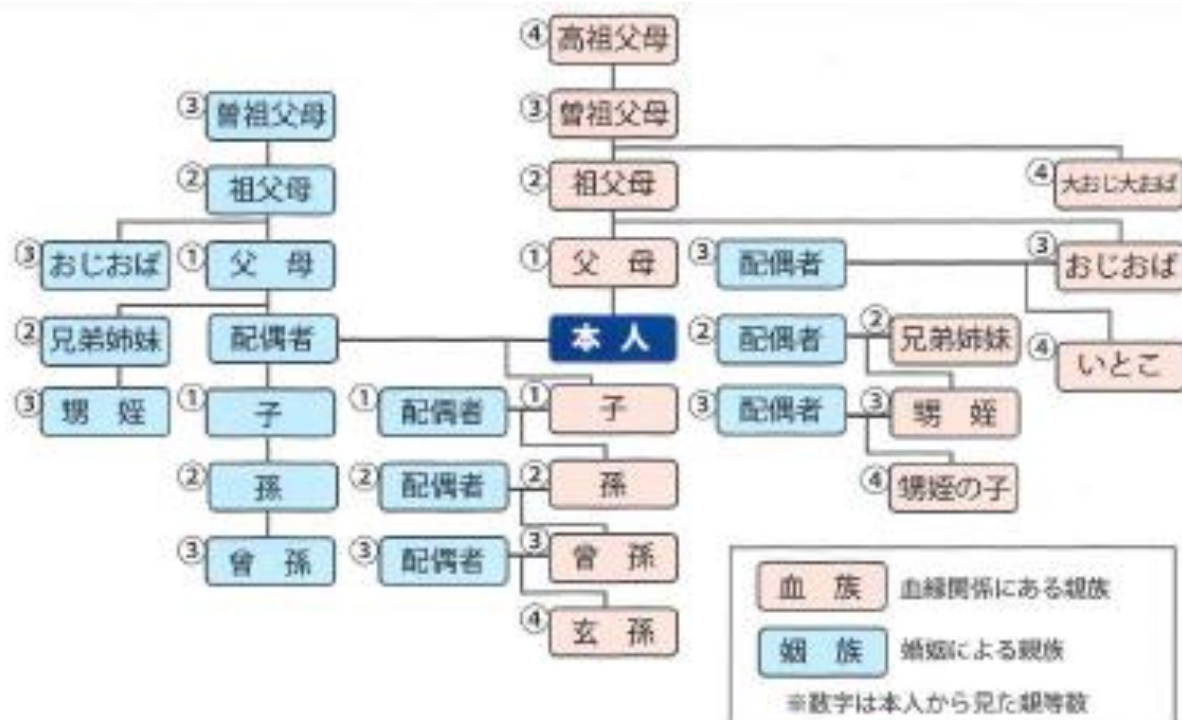 ④ 高祖父母
③ 曽祖父母
③ 曽祖父母
② 祖父母
② 祖父母
④ 大おじ大おば
③ おじおば
① 父 母
① 父 母
③ 配偶者
③ おじおば
② 兄弟姉妹
配偶者
本 人
② 配偶者
② 兄弟姉妹
④ いとこ
③ 甥 姪
① 子
① 配偶者
① 子
③ 配偶者
③ 甥 姪
② 孫
② 配偶者
② 孫
④ 甥姪の子
③ 曾 孫
③ 配偶者
③ 曾 孫
④ 玄 孫
血 族 血縁関係にある親族
姻 族 婚姻による親族
※数字は本人から見た親等数